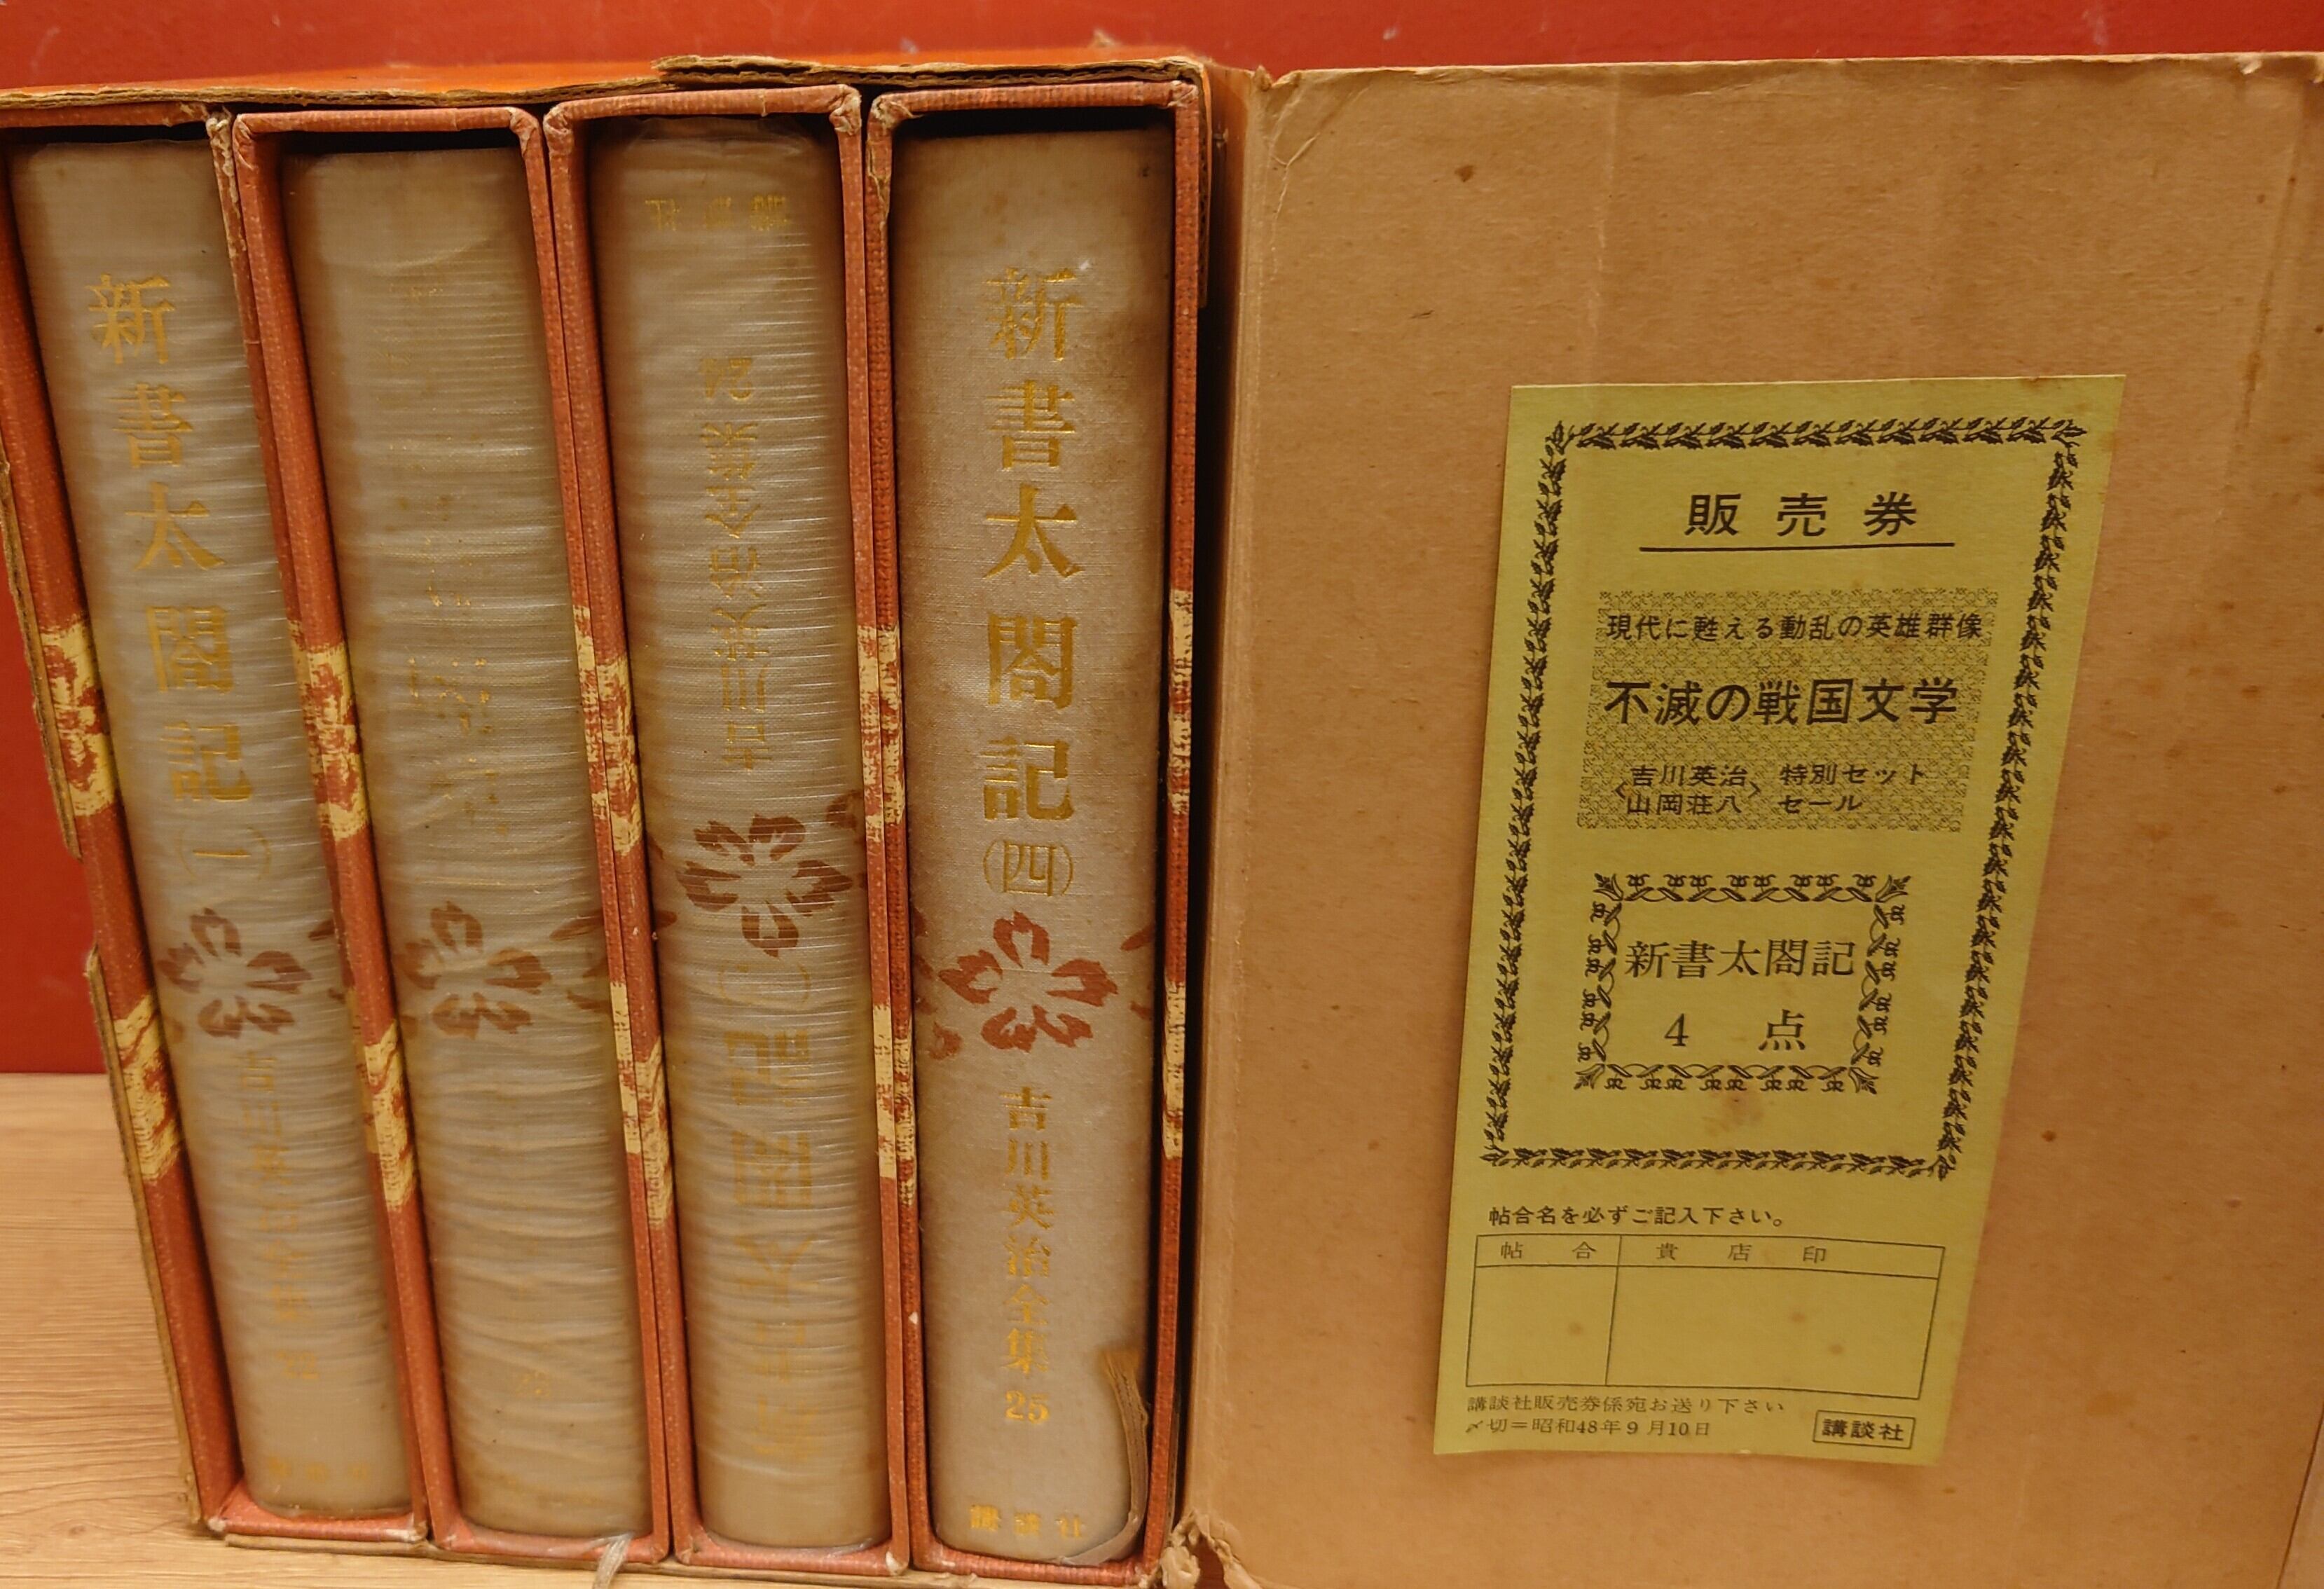 新書太閤記(一)
吉川英治全集
22
講談社
吉川英治全集 24
新書太閤記(四)
吉川英治全集 25
講談社
販売券
現代に甦える動乱の英雄群像
不滅の戦国文学
〈吉川英治 山岡荘八〉 特別セット セール
新書太閤記
4 点
帖合名を必ずご記入下さい。
帖合 貴店印
講談社販売券係宛お送り下さい
〆切=昭和48年9月10日
講談社